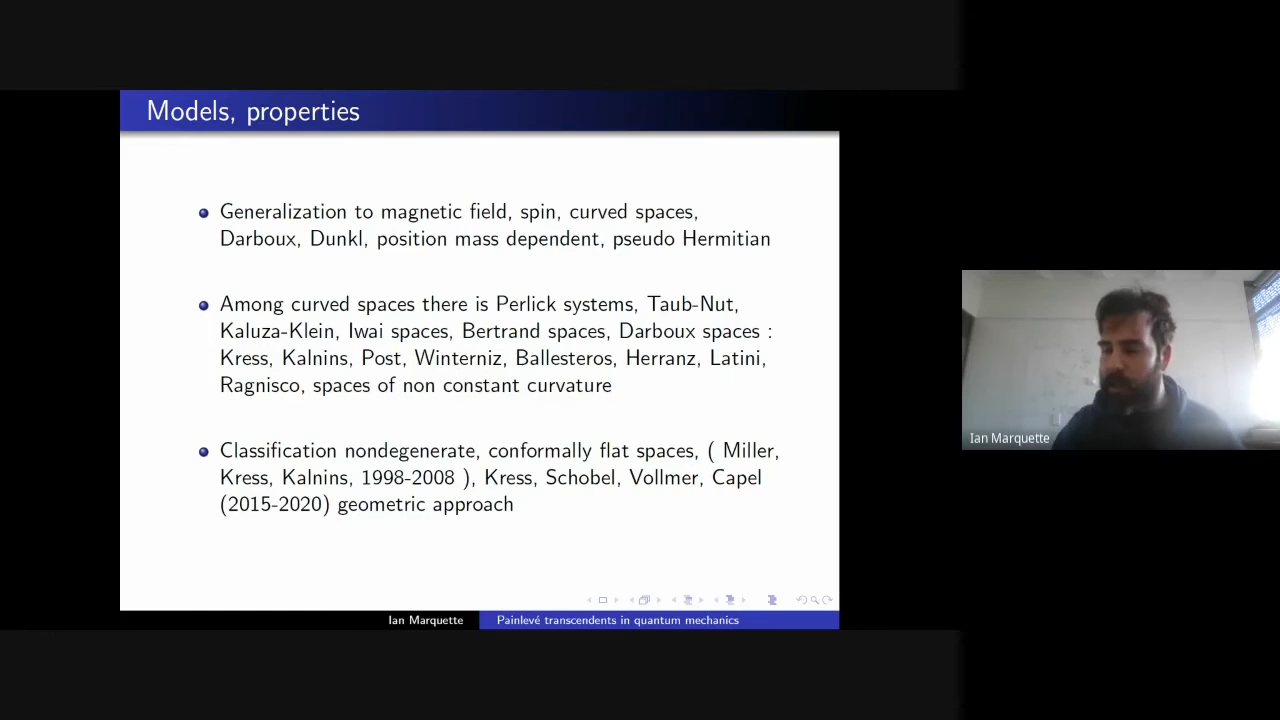 Models, properties
Generalization to magnetic field, spin, curved spaces,
Darboux, Dunkl, position mass dependent, pseudo Hermitian
Among curved spaces there is Perlick systems, Taub-Nut,
Kaluza-Klein, Iwai spaces, Bertrand spaces, Darboux spaces :
Kress, Kalnins, Post, Winterniz, Ballesteros, Herranz, Latini,
Ragnisco, spaces of non constant curvature
Classification nondegenerate, conformally flat spaces, ( Miller,
Kress, Kalnins, 1998-2008 ), Kress, Schobel, Vollmer, Capel
(2015-2020) geometric approach
Ian Marquette
Painlevé transcendents in quantum mechanics
Ian Marquette